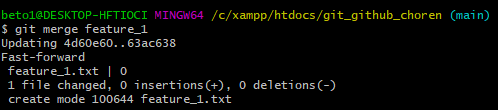 beto1@DESKTOP-HFTIOCI MINGW64 /c/xampp/htdocs/git_github_choren (main)
$ git merge feature_1
Updating 4d60e60..63ac638
Fast-forward
 feature_1.txt | 0
 1 file changed, 0 insertions(+), 0 deletions(-)
 create mode 100644 feature_1.txt